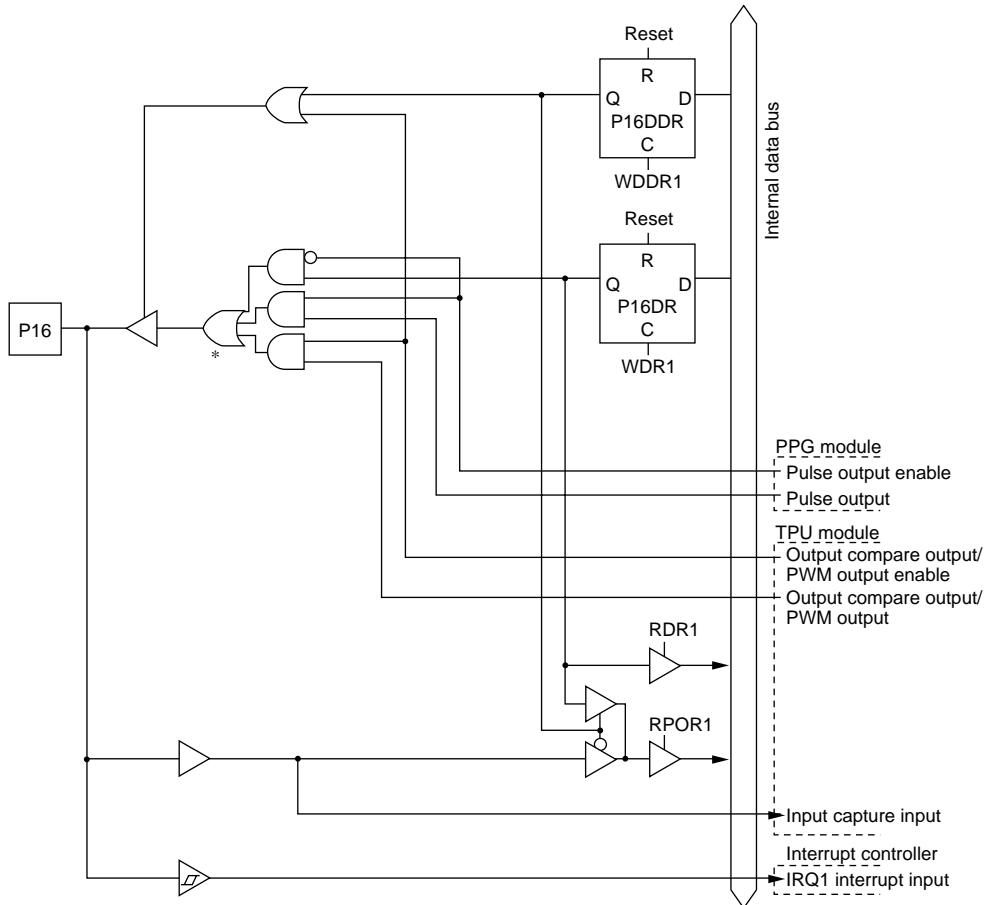 Reset
R
Q D
P16DDR
C
WDDR1
Internal data bus
Reset
R
Q D
P16DR
C
WDR1
P16
*
PPG module
Pulse output enable
Pulse output
TPU module
Output compare output/
PWM output enable
Output compare output/
PWM output
RDR1
RPOR1
Input capture input
Interrupt controller
IRQ1 interrupt input